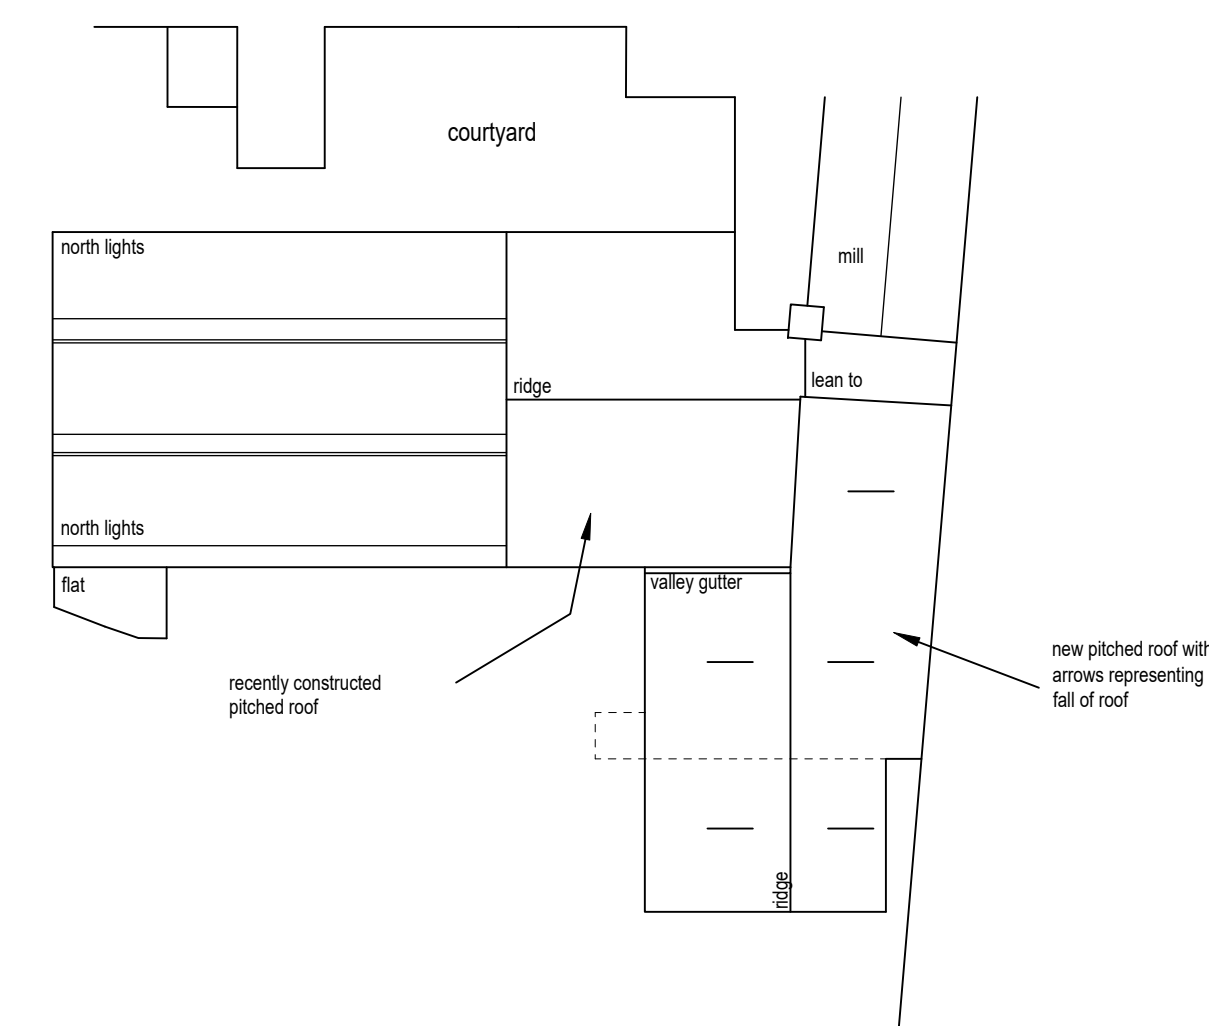 courtyard
north lights
mill
ridge
lean to
north lights
flat
valley gutter
recently constructed
pitched roof
new pitched roof with
arrows representing
fall of roof
ridge